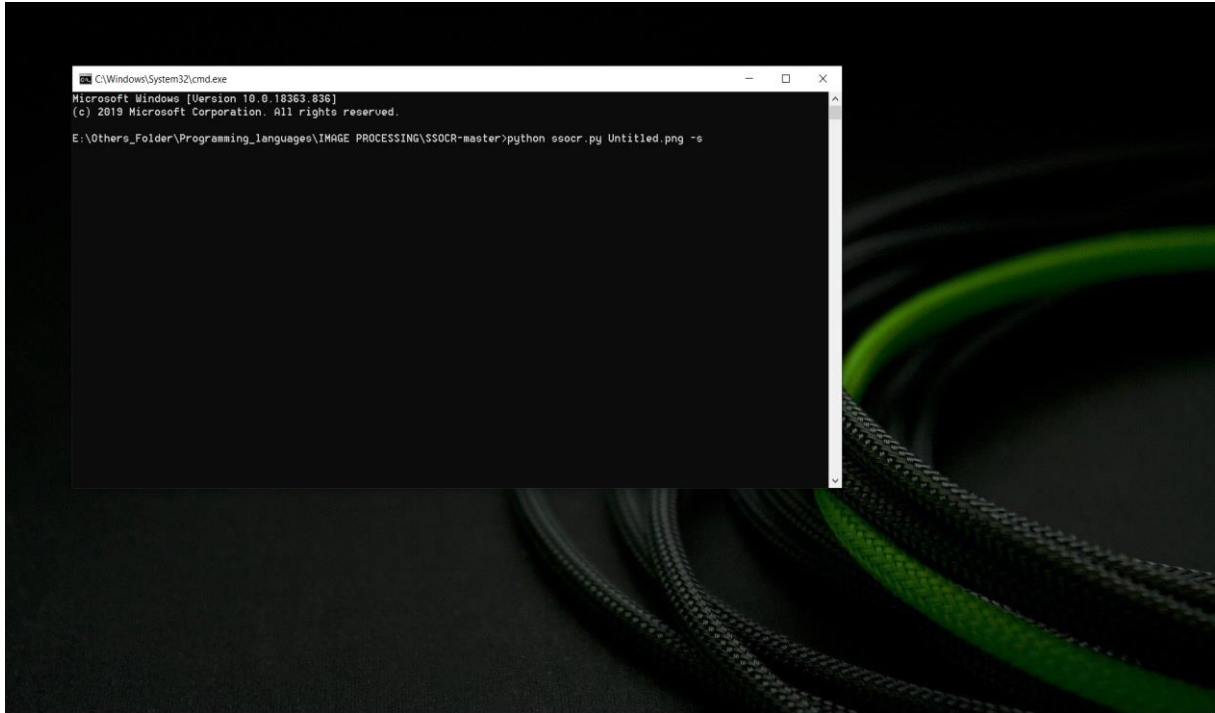 C:\Windows\System32\cmd.exe
Microsoft Windows [Version 10.0.18363.836]
(c) 2019 Microsoft Corporation. All rights reserved.
E:\Others_Folder\Programming_languages\IMAGE PROCESSING\SSOCR-master>python ssocr.py Untitled.png -s